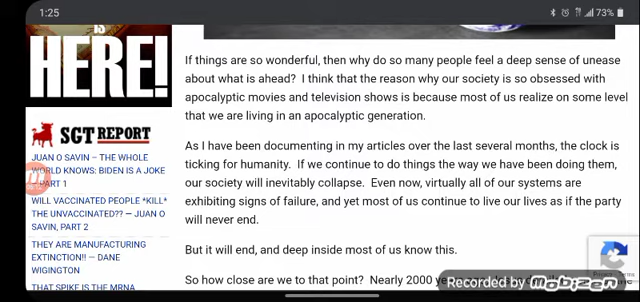 1:25
73%
IS
HERE!
SGT REPORT
JUAN O SAVIN – THE WHOLE
WORLD KNOWS: BIDEN IS A JOKE
PART 1
WILL VACCINATED PEOPLE *KILL*
THE UNVACCINATED?? — JUAN O
SAVIN, PART 2
THEY ARE MANUFACTURING
EXTINCTION!! — DANE
WIGINGTON
THAT SPIKE IS THE MRNA
If things are so wonderful, then why do so many people feel a deep sense of unease
about what is ahead?  I think that the reason why our society is so obsessed with
apocalyptic movies and television shows is because most of us realize on some level
that we are living in an apocalyptic generation.
As I have been documenting in my articles over the last several months, the clock is
ticking for humanity.  If we continue to do things the way we have been doing them,
our society will inevitably collapse.  Even now, virtually all of our systems are
exhibiting signs of failure, and yet most of us continue to live our lives as if the party
will never end.
But it will end, and deep inside most of us know this.
So how close are we to that point?  Nearly 2000
Recorded by Mobizen